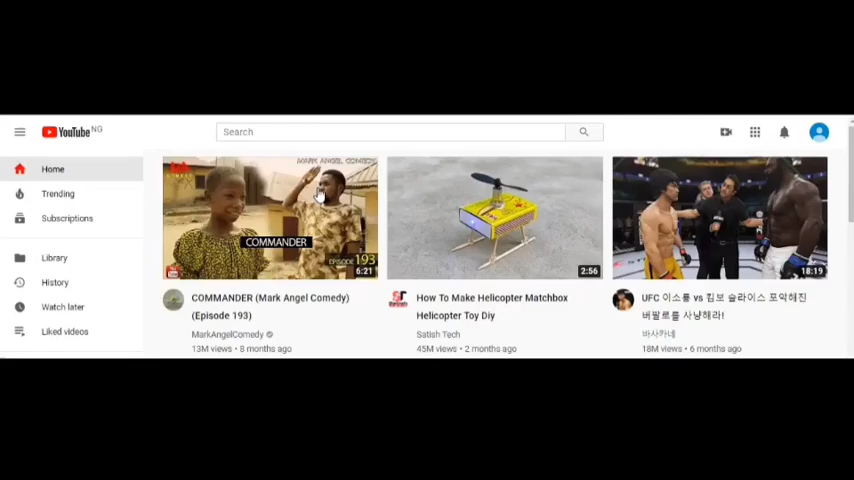 YouTube NG
Search
Home
Trending
Subscriptions
Library
History
Watch later
Liked videos
MARK ANGEL COMEDY
COMMANDER
EPISODE 193
6:21
2:56
18:19
COMMANDER (Mark Angel Comedy)
(Episode 193)
MarkAngelComedy
13M views • 8 months ago
How To Make Helicopter Matchbox
Helicopter Toy Diy
Satish Tech
45M views • 2 months ago
UFC 이소룡 vs 킴보 슬라이스 포악해진
버팔로를 사냥해라!
바사카네
18M views • 6 months ago